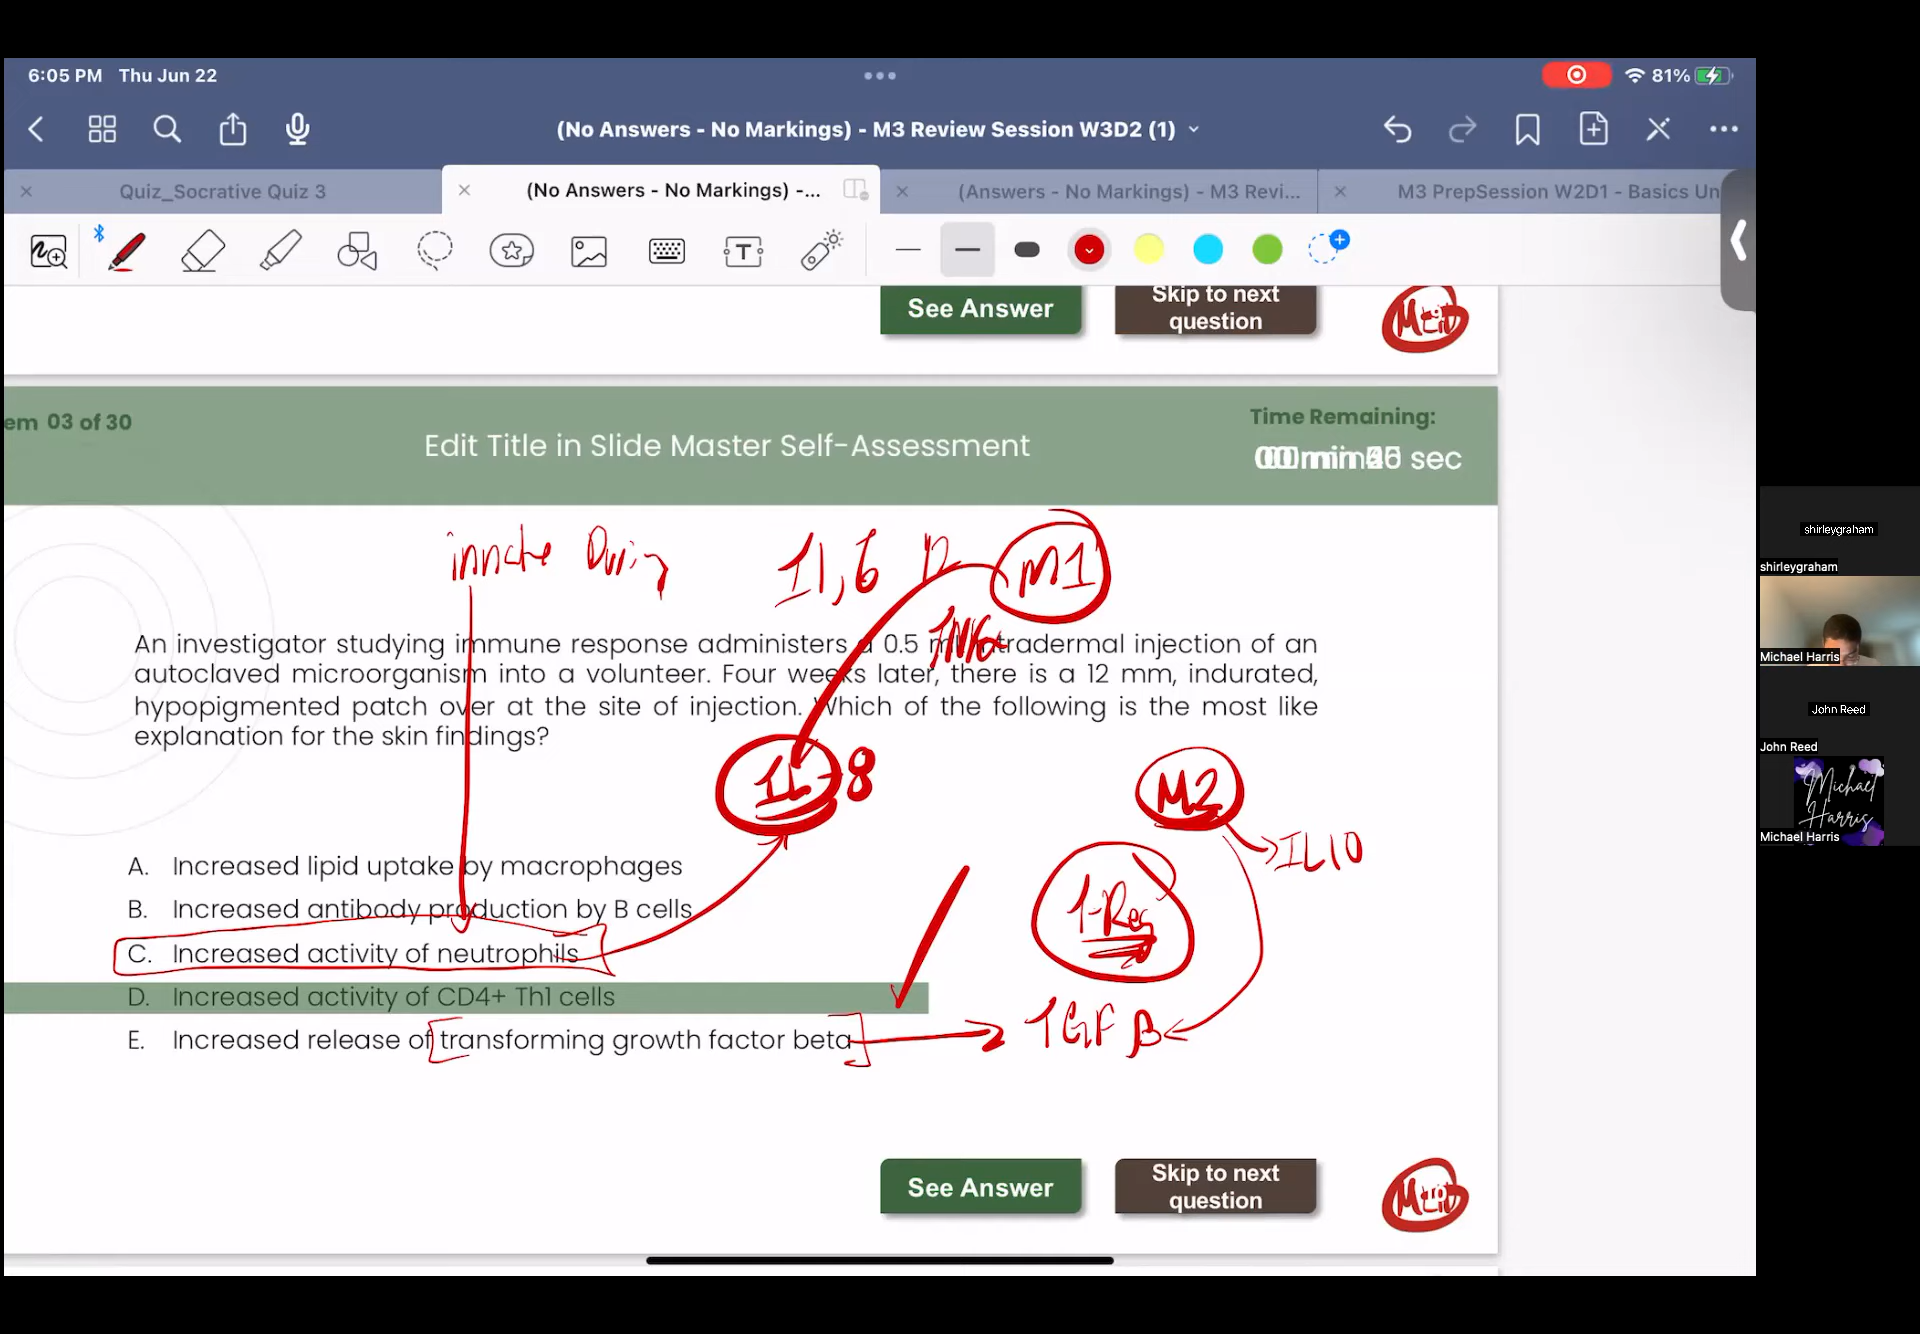 6:05 PM Thu Jun 22
81%
(No Answers - No Markings) - M3 Review Session W3D2 (1)
Quiz_Socrative Quiz 3
(No Answers - No Markings) -...
(Answers - No Markings) - M3 Revi...
M3 PrepSession W2D1 - Basics Un
See Answer
Skip to next
question
em 03 of 30
Edit Title in Slide Master Self-Assessment
Time Remaining:
sec
innate
I1, 6 12
M1
An investigator studying immune response administers a 0.5 intradermal injection of an
autoclaved microorganism into a volunteer. Four weeks later, there is a 12 mm, indurated,
hypopigmented patch over at the site of injection. Which of the following is the most like
explanation for the skin findings?
IL-8
M2
IL10
A. Increased lipid uptake by macrophages
B. Increased antibody production by B cells
T-Reg
C. Increased activity of neutrophils
D. Increased activity of CD4+ Th1 cells
E. Increased release of transforming growth factor beta
TGF β
See Answer
Skip to next
question
shirleygraham
shirleygraham
Michael Harris
John Reed
John Reed
Michael
Harris
Michael Harris